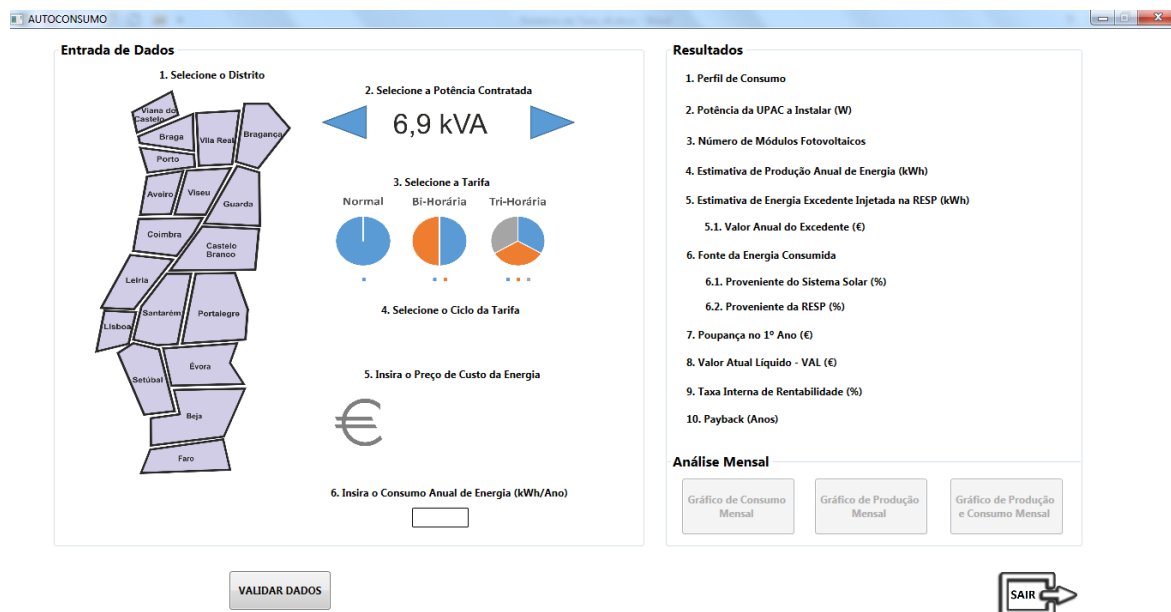 AUTOCONSUMO
Entrada de Dados
1. Selecione o Distrito
Viana do
Castelo
Braga
Vila Real
Bragança
Porto
Aveiro
Viseu
Guarda
Coimbra
Castelo
Branco
Leiria
Santarém
Portalegre
Lisboa
Évora
Setúbal
Beja
Faro
2. Selecione a Potência Contratada
6,9 kVA
3. Selecione a Tarifa
Normal
Bi-Horária
Tri-Horária
4. Selecione o Ciclo da Tarifa
5. Insira o Preço de Custo da Energia
€
6. Insira o Consumo Anual de Energia (kWh/Ano)
VALIDAR DADOS
Resultados
1. Perfil de Consumo
2. Potência da UPAC a Instalar (W)
3. Número de Módulos Fotovoltaicos
4. Estimativa de Produção Anual de Energia (kWh)
5. Estimativa de Energia Excedente Injetada na RESP (kWh)
5.1. Valor Anual do Excedente (€)
6. Fonte da Energia Consumida
6.1. Proveniente do Sistema Solar (%)
6.2. Proveniente da RESP (%)
7. Poupança no 1º Ano (€)
8. Valor Atual Líquido - VAL (€)
9. Taxa Interna de Rentabilidade (%)
10. Payback (Anos)
Análise Mensal
Gráfico de Consumo
Mensal
Gráfico de Produção
Mensal
Gráfico de Produção
e Consumo Mensal
SAIR